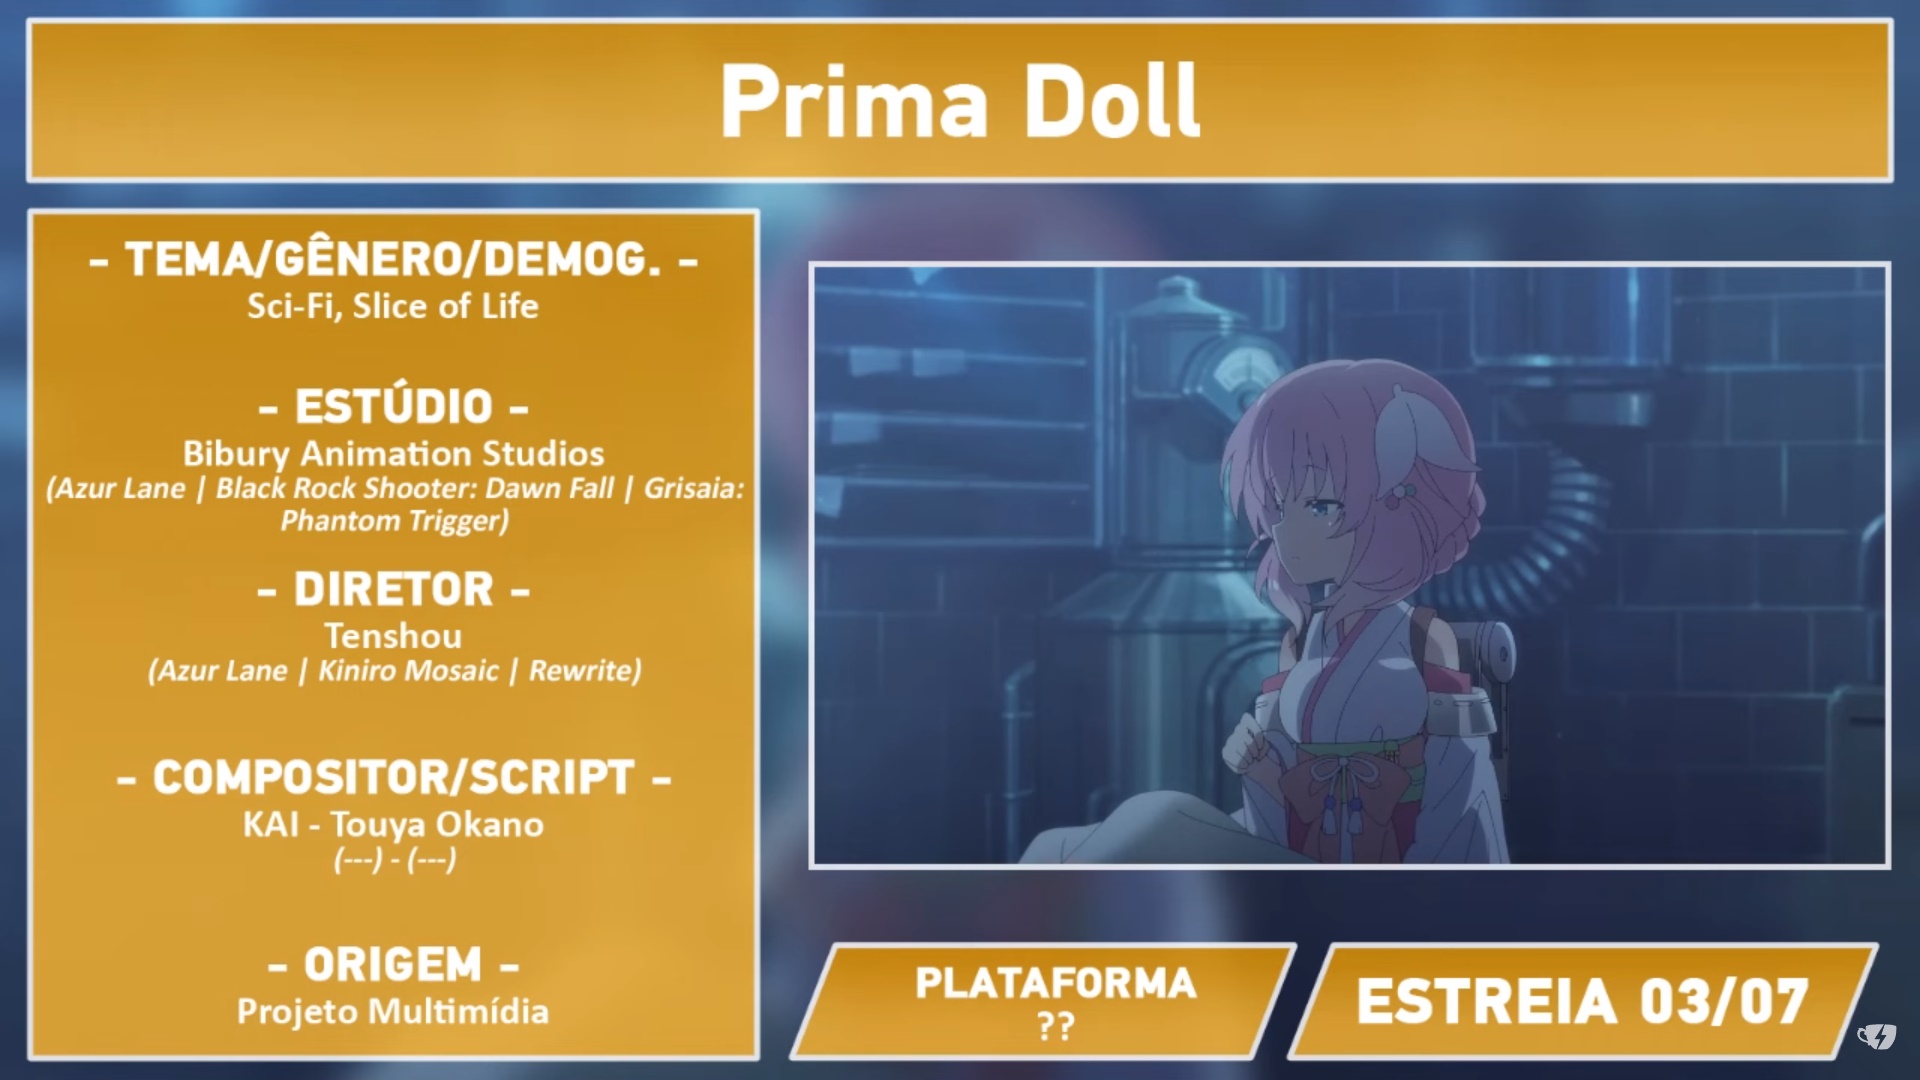 Prima Doll
- TEMA/GÊNERO/DEMOG. -
Sci-Fi, Slice of Life
- ESTÚDIO -
Bibury Animation Studios
(Azur Lane | Black Rock Shooter: Dawn Fall | Grisaia:
Phantom Trigger)
- DIRETOR -
Tenshou
(Azur Lane | Kiniro Mosaic | Rewrite)
- COMPOSITOR/SCRIPT -
KAI - Touya Okano
(---) - (---)
- ORIGEM -
Projeto Multimídia
PLATAFORMA
??
ESTREIA 03/07